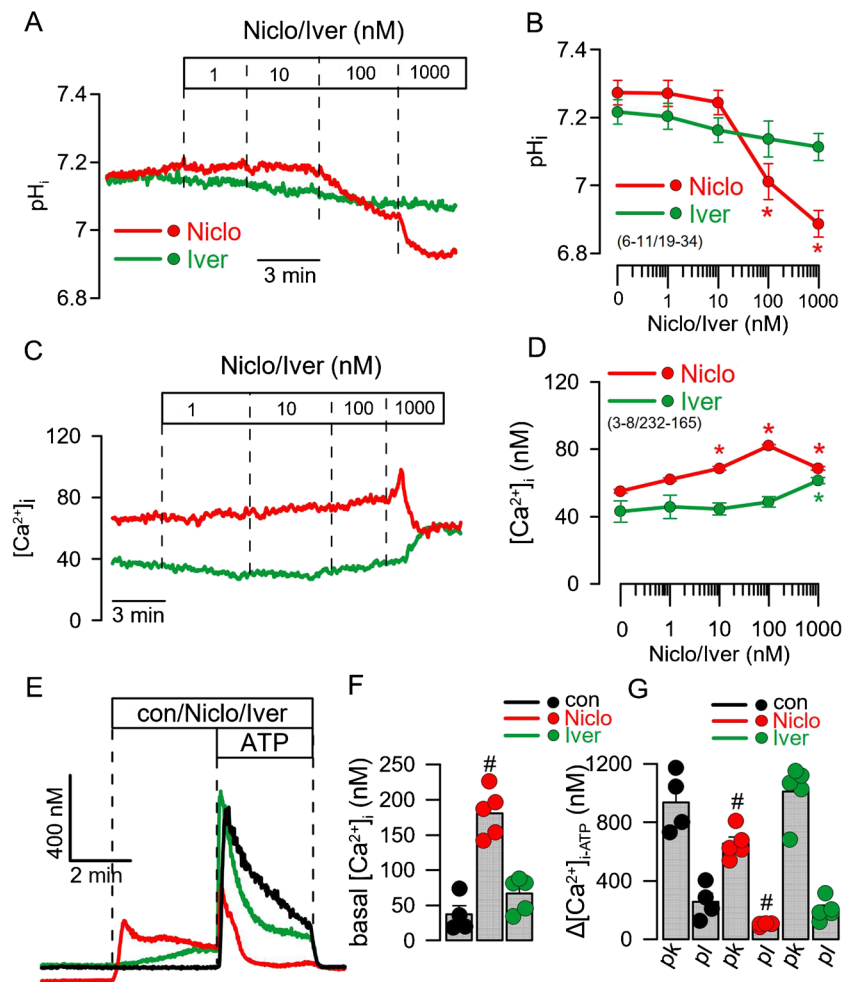 A
Niclo/Iver (nM)
1 10 100 1000
7.4
7.2
7
6.8
pHi
Niclo
Iver
3 min
B
7.4
7.2
7
6.8
pHi
Niclo
Iver
*
*
(6-11/19-34)
0 1 10 100 1000
Niclo/Iver (nM)
C
Niclo/Iver (nM)
1 10 100 1000
120
80
40
0
[Ca²⁺]i
3 min
D
Niclo
Iver
(3-8/232-165)
120
80
40
0
[Ca²⁺]i (nM)
* * *
*
0 1 10 100 1000
Niclo/Iver (nM)
E
con/Niclo/Iver
ATP
400 nM
2 min
F
con
Niclo
Iver
250
200
150
100
50
0
basal [Ca²⁺]i (nM)
#
G
con
Niclo
Iver
1200
800
400
0
Δ[Ca²⁺]i-ATP (nM)
#
#
pk pl pk pl pk pl